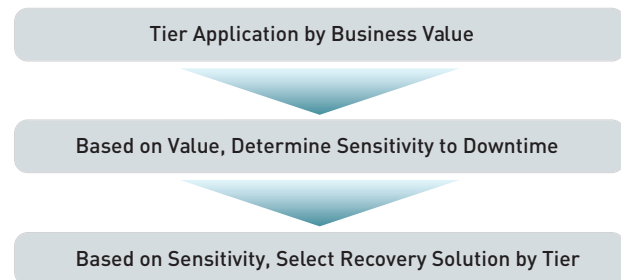 Tier Application by Business Value
Based on Value, Determine Sensitivity to Downtime
Based on Sensitivity, Select Recovery Solution by Tier